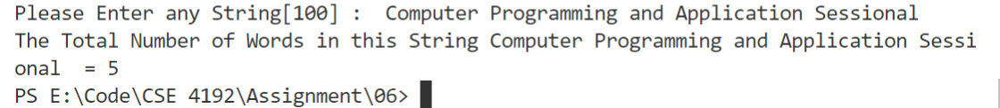 Please Enter any String[100] :  Computer Programming and Application Sessional
The Total Number of Words in this String Computer Programming and Application Sessi
onal  = 5
PS E:\Code\CSE 4192\Assignment\06>